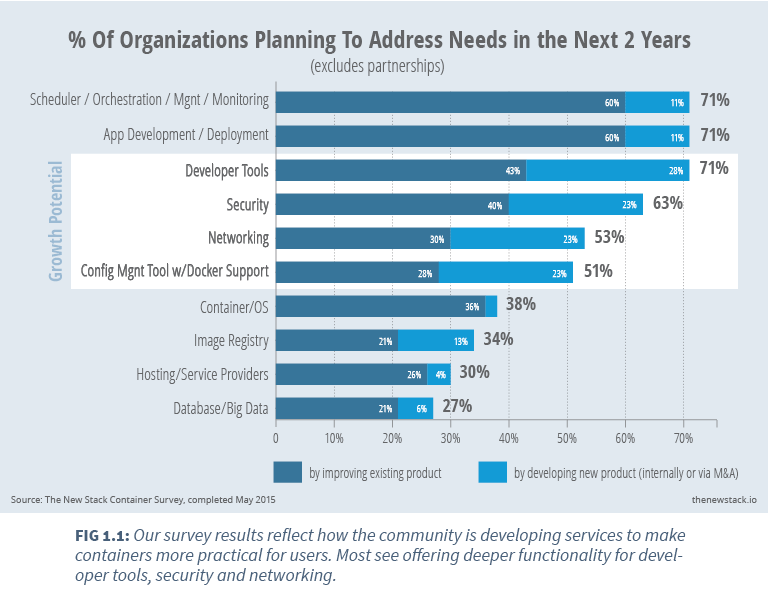 % Of Organizations Planning To Address Needs in the Next 2 Years
(excludes partnerships)
Scheduler / Orchestration / Mgnt / Monitoring 60% 11% 71%
App Development / Deployment 60% 11% 71%
Growth Potential
Developer Tools 43% 28% 71%
Security 40% 23% 63%
Networking 30% 23% 53%
Config Mgnt Tool w/Docker Support 28% 23% 51%
Container/OS 36% 38%
Image Registry 21% 13% 34%
Hosting/Service Providers 26% 4% 30%
Database/Big Data 21% 6% 27%
0 10% 20% 30% 40% 50% 60% 70%
by improving existing product by developing new product (internally or via M&A)
Source: The New Stack Container Survey, completed May 2015 thenewstack.io
FIG 1.1: Our survey results reflect how the community is developing services to make
containers more practical for users. Most see offering deeper functionality for devel-
oper tools, security and networking.